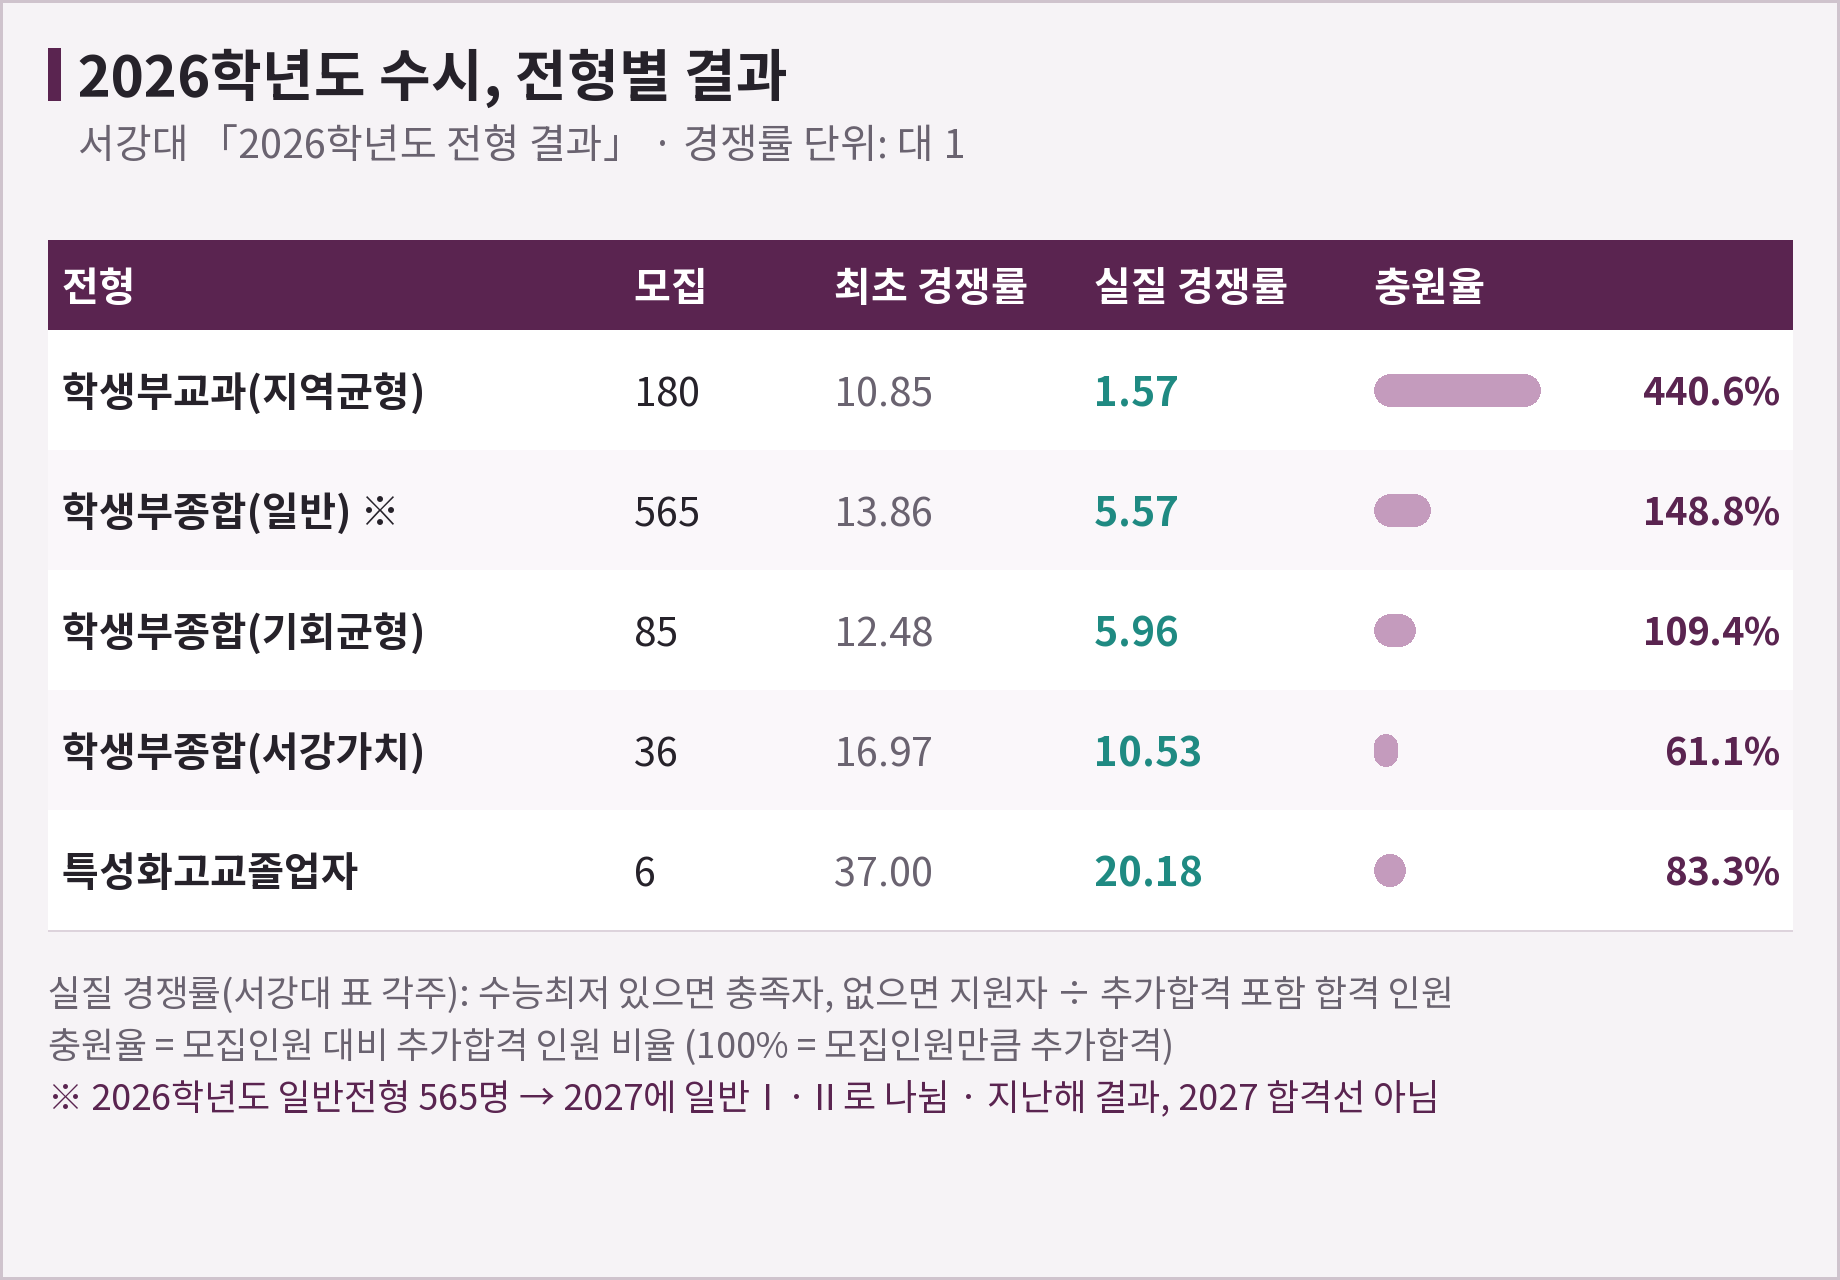 2026학년도 수시, 전형별 결과
서강대 「2026학년도 전형 결과」 · 경쟁률 단위: 대 1
전형 모집 최초 경쟁률 실질 경쟁률 충원율
학생부교과(지역균형) 180 10.85 1.57 440.6%
학생부종합(일반) ※ 565 13.86 5.57 148.8%
학생부종합(기회균형) 85 12.48 5.96 109.4%
학생부종합(서강가치) 36 16.97 10.53 61.1%
특성화고교졸업자 6 37.00 20.18 83.3%
실질 경쟁률(서강대 표 각주): 수능최저 있으면 충족자, 없으면 지원자 ÷ 추가합격 포함 합격 인원
충원율 = 모집인원 대비 추가합격 인원 비율 (100% = 모집인원만큼 추가합격)
※ 2026학년도 일반전형 565명 → 2027에 일반Ⅰ·Ⅱ로 나뉨 · 지난해 결과, 2027 합격선 아님